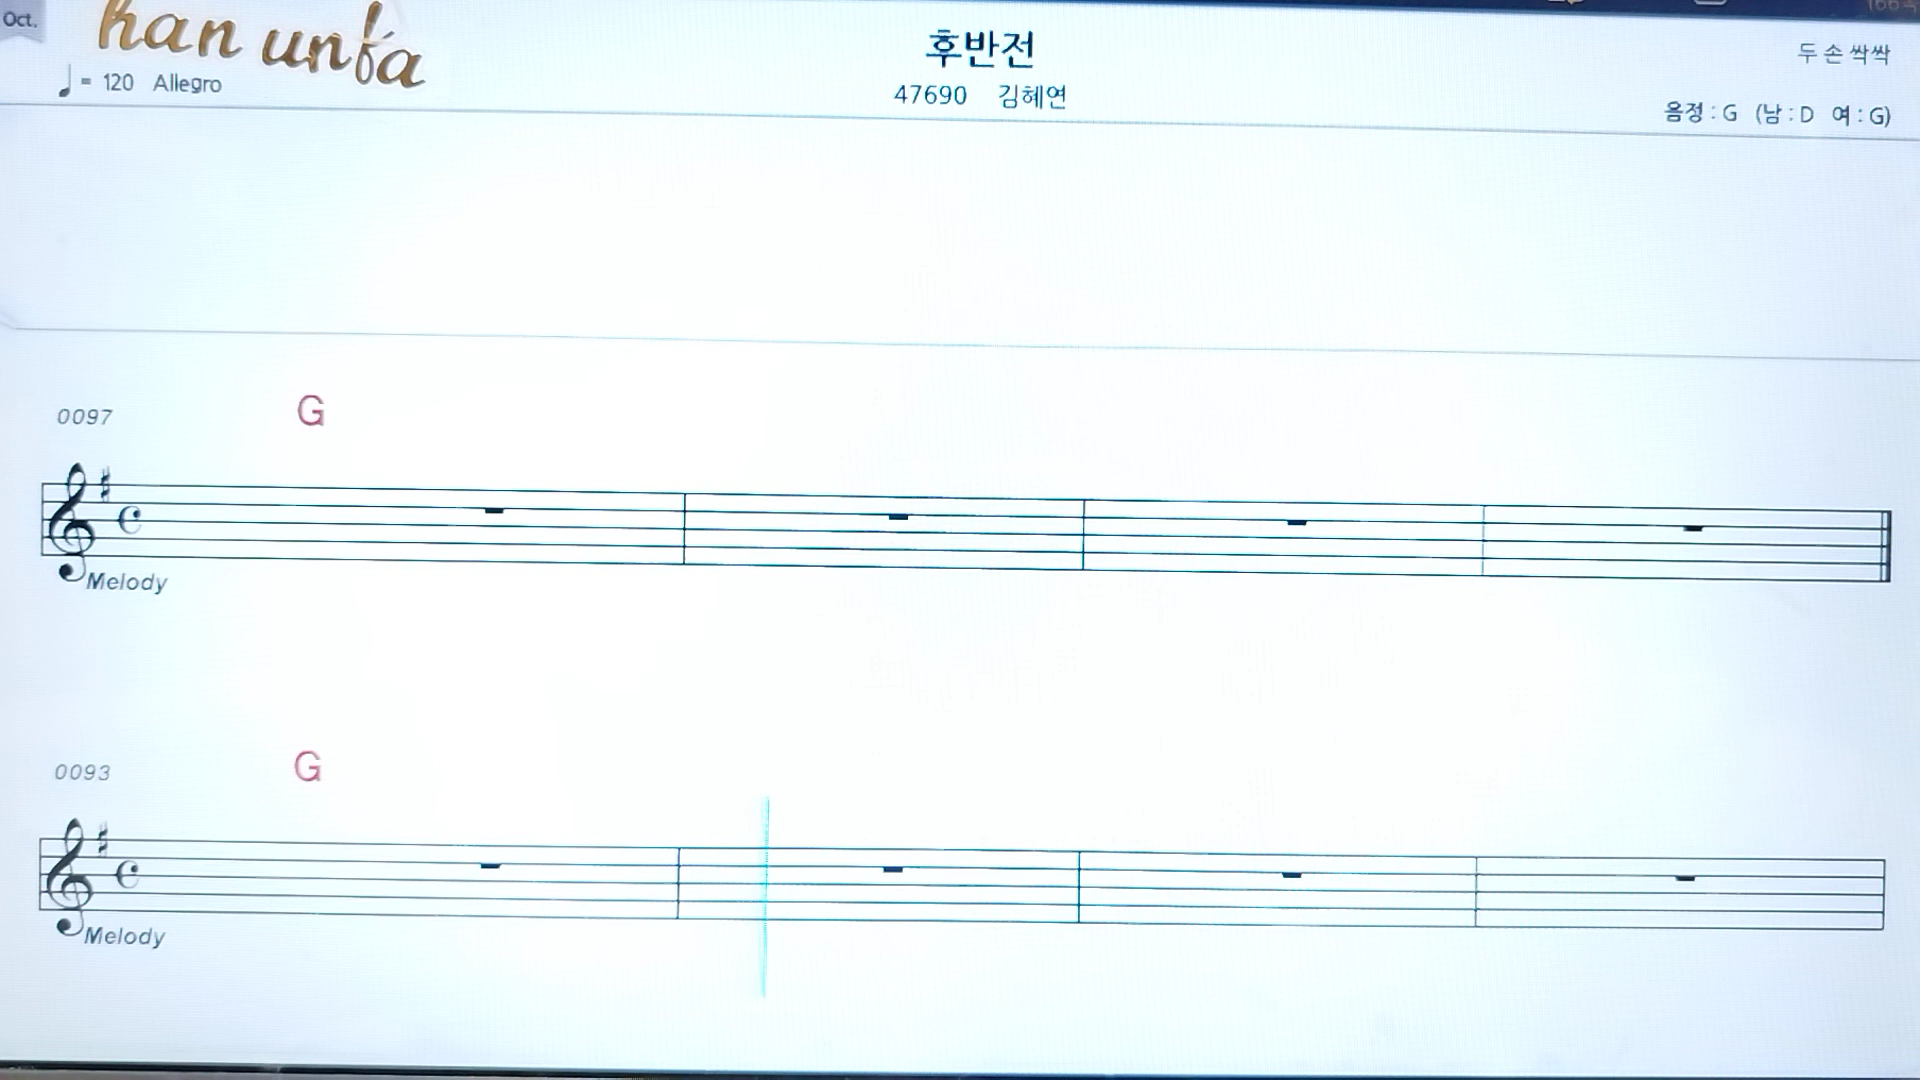 Oct.
han unfa
♩ = 120 Allegro
후반전
47690 김혜연
두 손 싹싹
음정 : G (남 : D 여 : G)
0097
G
Melody
0093
G
Melody